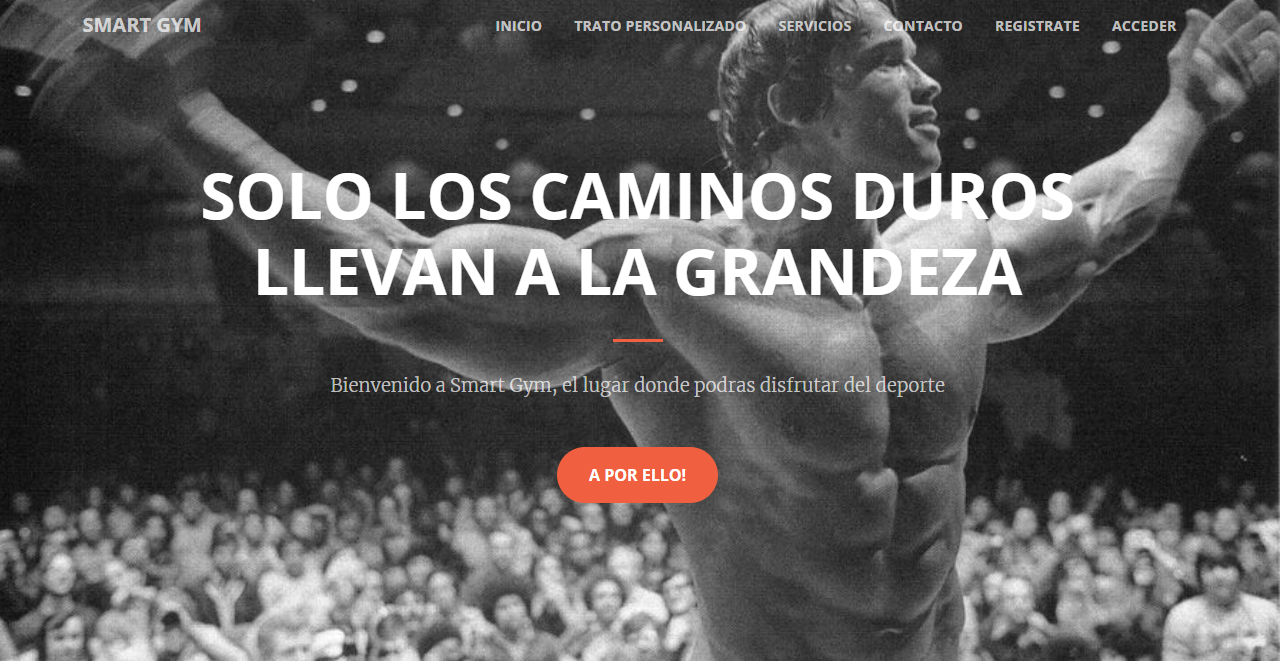 SMART GYM INICIO TRATO PERSONALIZADO SERVICIOS CONTACTO REGISTRATE ACCEDER
SOLO LOS CAMINOS DUROS
LLEVAN A LA GRANDEZA
Bienvenido a Smart Gym, el lugar donde podras disfrutar del deporte
A POR ELLO!